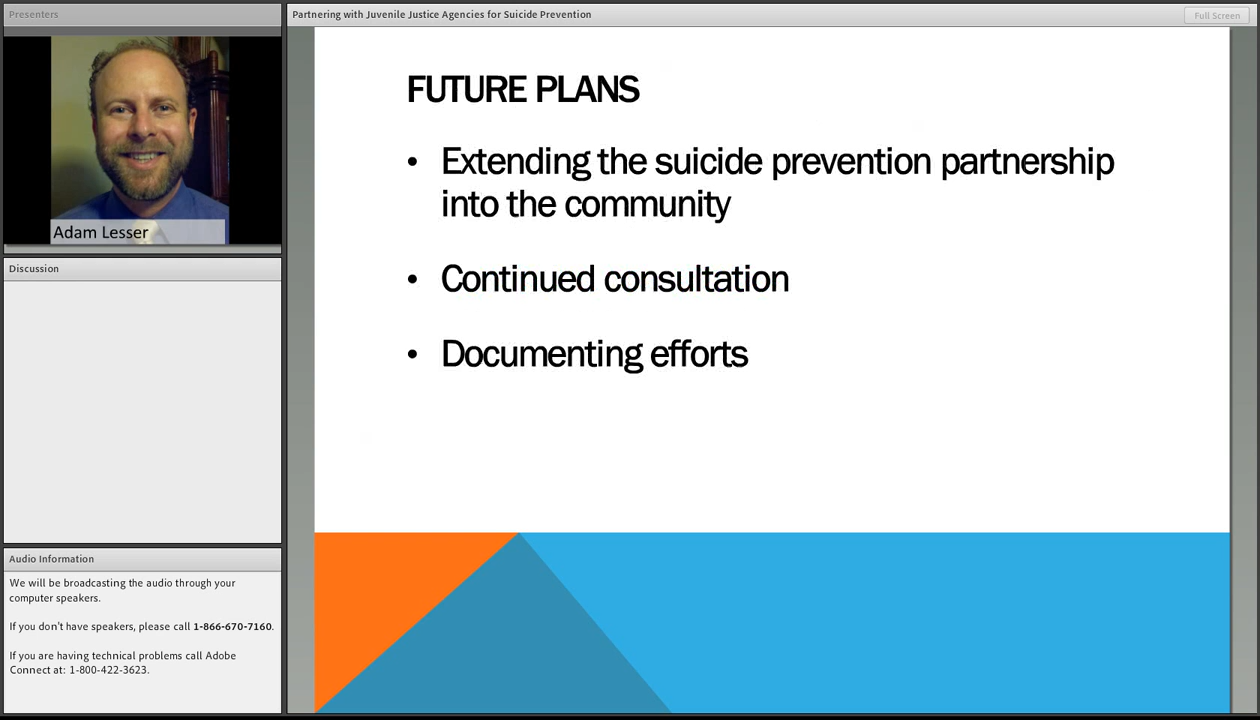 Presenters
Adam Lesser
Discussion
Audio Information
We will be broadcasting the audio through your
computer speakers.
If you don't have speakers, please call 1-866-670-7160.
If you are having technical problems call Adobe
Connect at: 1-800-422-3623.
Partnering with Juvenile Justice Agencies for Suicide Prevention
Full Screen
FUTURE PLANS
• Extending the suicide prevention partnership
into the community
• Continued consultation
• Documenting efforts